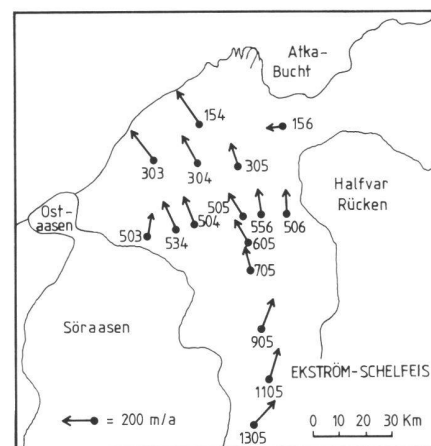 Atka-
Bucht
154
156
303
304
305
Halfvar
Rücken
Ost-
aasen
503
534
504
505
556
506
605
705
Söraasen
905
EKSTRÖM-SCHELFEIS
1105
= 200 m/a
1305
0 10 20 30 Km